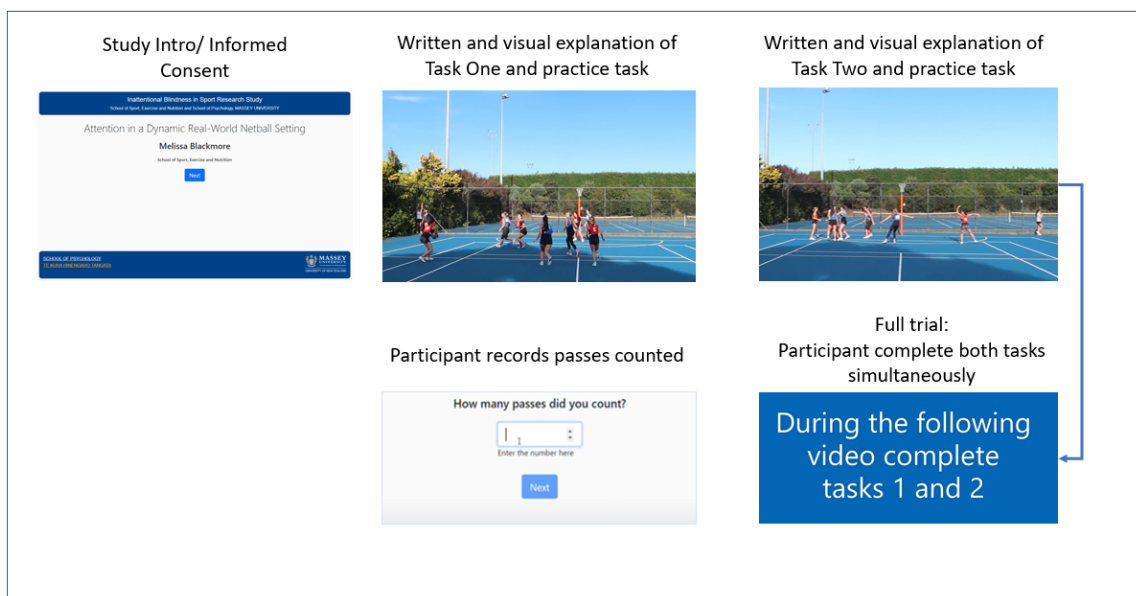 Study Intro/ Informed
Consent
Inattentional Blindness in Sport Research Study
School of Sport, Exercise and Nutrition and School of Psychology, MASSEY UNIVERSITY
Attention in a Dynamic Real-World Netball Setting
Melissa Blackmore
School of Sport, Exercise and Nutrition
Next
SCHOOL OF PSYCHOLOGY
MASSEY
UNIVERSITY
Written and visual explanation of
Task One and practice task
Written and visual explanation of
Task Two and practice task
Participant records passes counted
How many passes did you count?
Enter the number here
Next
Full trial:
Participant complete both tasks
simultaneously
During the following
video complete
tasks 1 and 2